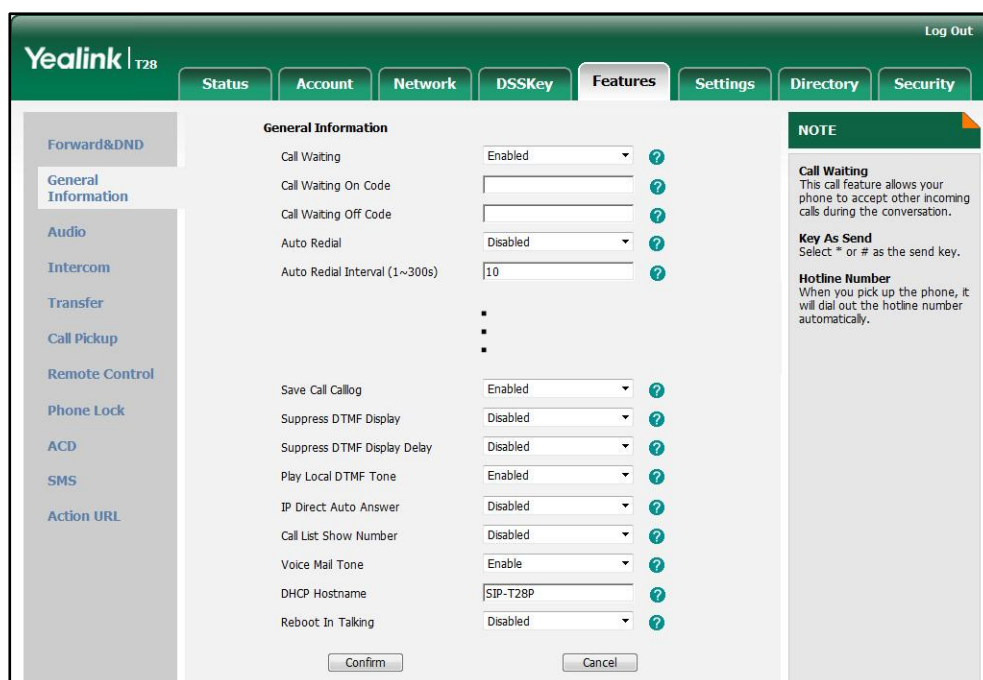 Log Out
Yealink T28
Status Account Network DSSKey Features Settings Directory Security
Forward&DND
General
Information
Audio
Intercom
Transfer
Call Pickup
Remote Control
Phone Lock
ACD
SMS
Action URL
General Information
Call Waiting Enabled ?
Call Waiting On Code ?
Call Waiting Off Code ?
Auto Redial Disabled ?
Auto Redial Interval (1~300s) 10 ?
Save Call Callog Enabled ?
Suppress DTMF Display Disabled ?
Suppress DTMF Display Delay Disabled ?
Play Local DTMF Tone Enabled ?
IP Direct Auto Answer Disabled ?
Call List Show Number Disabled ?
Voice Mail Tone Enable ?
DHCP Hostname SIP-T28P ?
Reboot In Talking Disabled ?
Confirm Cancel
NOTE
Call Waiting
This call feature allows your
phone to accept other incoming
calls during the conversation.
Key As Send
Select * or # as the send key.
Hotline Number
When you pick up the phone, it
will dial out the hotline number
automatically.